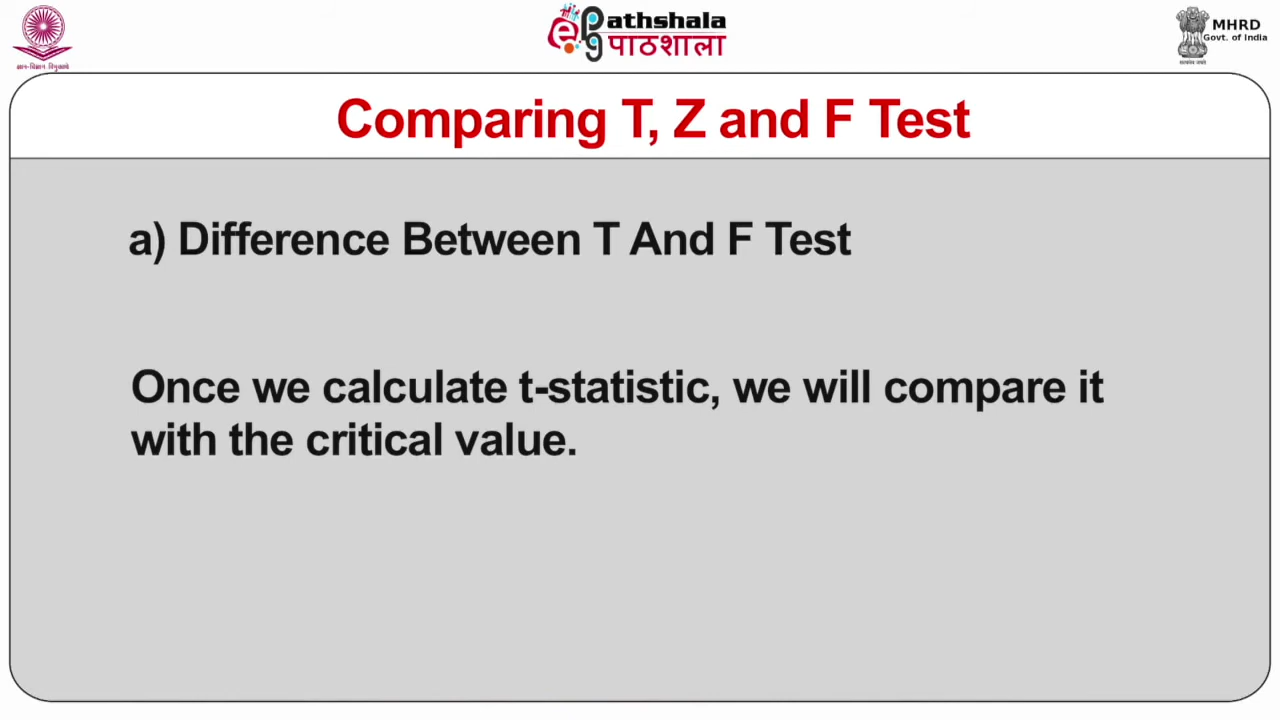 ePGpathshala
पाठशाला
MHRD
Govt. of India
Comparing T, Z and F Test
a) Difference Between T And F Test
Once we calculate t-statistic, we will compare it
with the critical value.